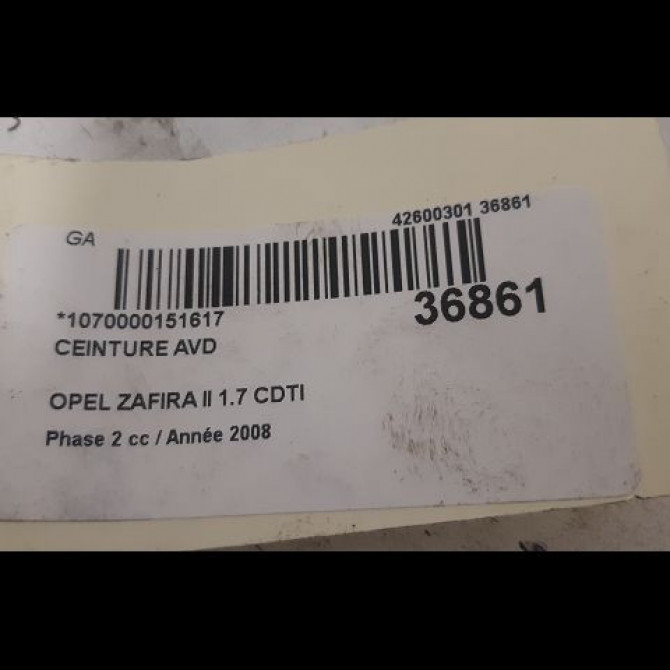 GA
42600301 36861
*1070000151617
36861
CEINTURE AVD
OPEL ZAFIRA II 1.7 CDTI
Phase 2 cc / Année 2008